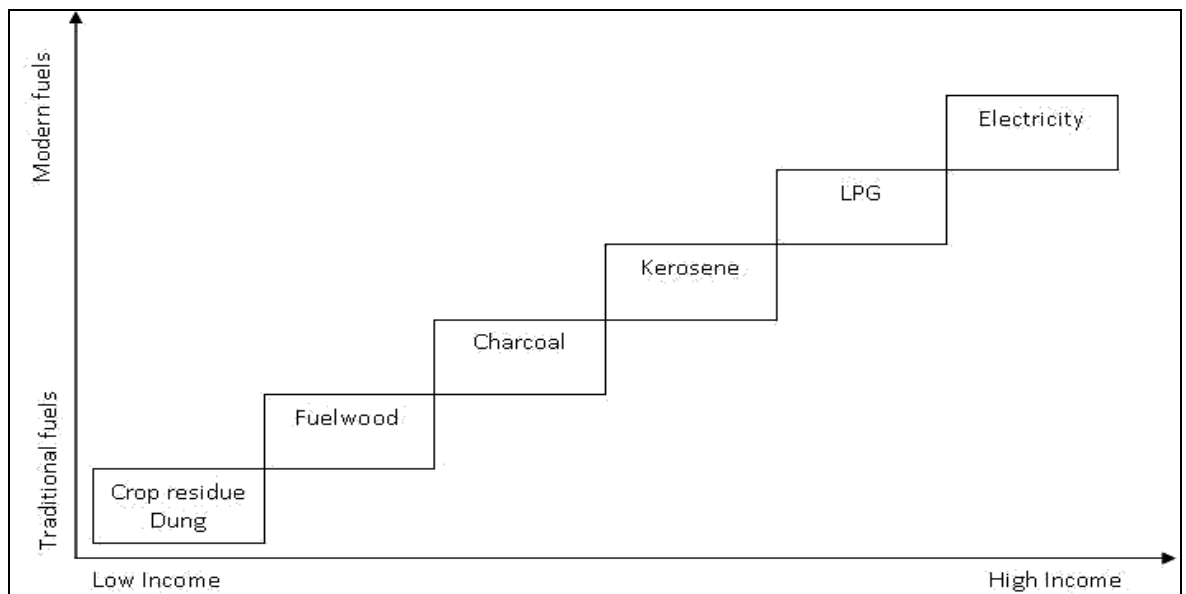 Modern fuels
Traditional fuels
Electricity
LPG
Kerosene
Charcoal
Fuelwood
Crop residue
Dung
Low Income
High Income